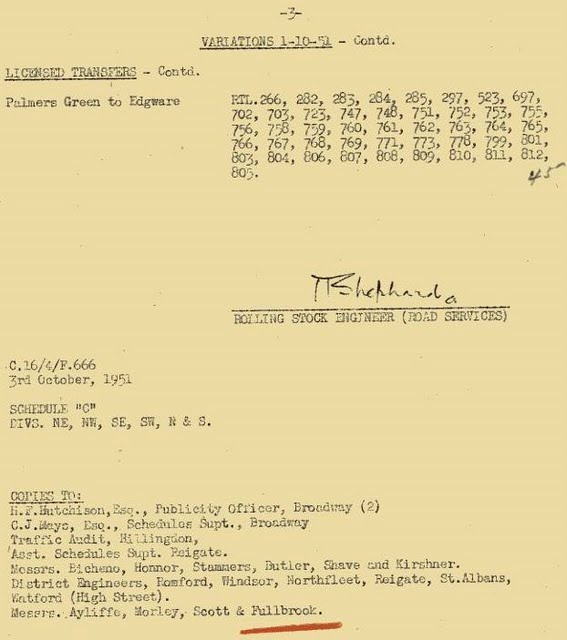 -3-
VARIATIONS 1-10-51 - Contd.
LICENSED TRANSFERS - Contd.
Palmers Green to Edgware
RTL.266, 282, 283, 284, 285, 297, 523, 697,
702, 703, 723, 747, 748, 751, 752, 753, 755,
756, 758, 759, 760, 761, 762, 763, 764, 765,
766, 767, 768, 769, 771, 773, 778, 799, 801,
803, 804, 806, 807, 808, 809, 810, 811, 812,
805.
45
Shephard
ROLLING STOCK ENGINEER (ROAD SERVICES)
C.16/4/F.666
3rd October, 1951
SCHEDULE "C"
DIVS. NE, NW, SE, SW, N & S.
COPIES TO:
H.F.Hutchison,Esq., Publicity Officer, Broadway (2)
C.J.Mays, Esq., Schedules Supt., Broadway
Traffic Audit, Hillingdon,
Asst. Schedules Supt. Reigate.
Messrs. Bicheno, Honnor, Stammers, Butler, Shave and Kirshner.
District Engineers, Romford, Windsor, Northfleet, Reigate, St.Albans,
Watford (High Street).
Messrs. Ayliffe, Morley, Scott & Fullbrook.